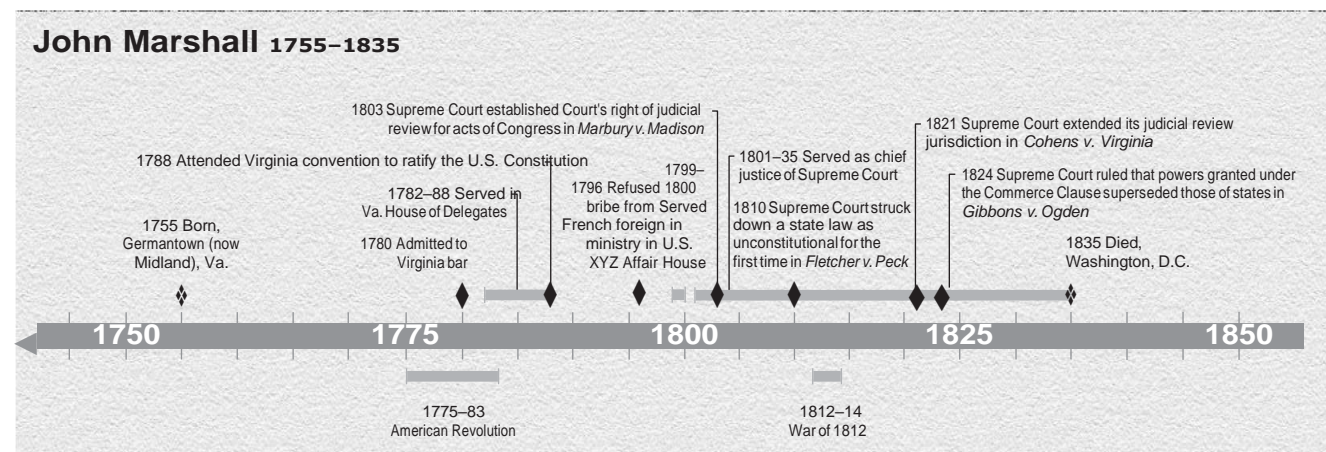 John Marshall 1755–1835
1803 Supreme Court established Court's right of judicial
review for acts of Congress in Marbury v. Madison
1788 Attended Virginia convention to ratify the U.S. Constitution
1782–88 Served in
Va. House of Delegates
1755 Born,
Germantown (now
Midland), Va.
1780 Admitted to
Virginia bar
1799–
1796 Refused 1800
bribe from Served
French foreign in
ministry in U.S.
XYZ Affair House
1801–35 Served as chief
justice of Supreme Court
1810 Supreme Court struck
down a state law as
unconstitutional for the
first time in Fletcher v. Peck
1821 Supreme Court extended its judicial review
jurisdiction in Cohens v. Virginia
1824 Supreme Court ruled that powers granted under
the Commerce Clause superseded those of states in
Gibbons v. Ogden
1835 Died,
Washington, D.C.
1750 1775 1800 1825 1850
1775–83
American Revolution
1812–14
War of 1812